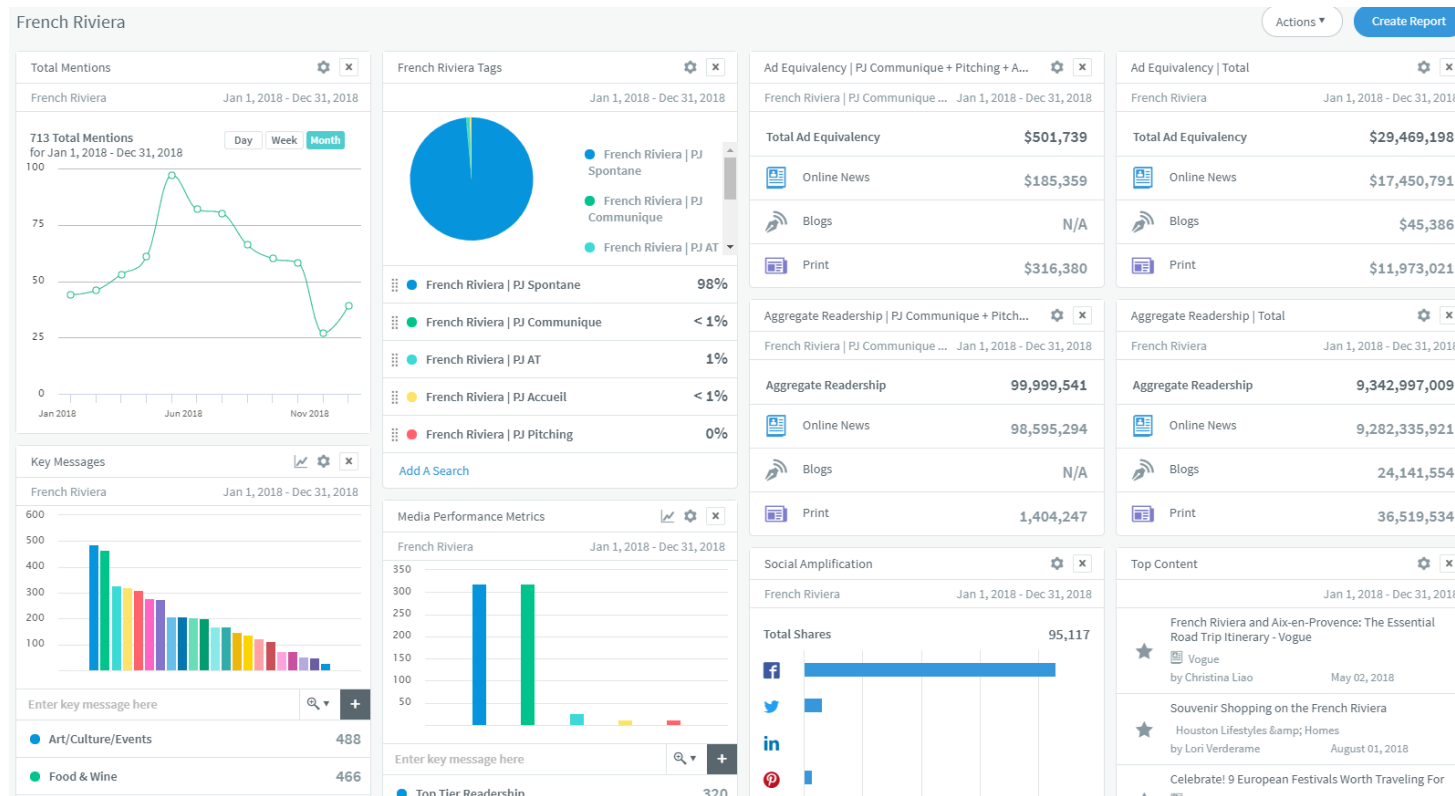 French Riviera
Actions ▾
Create Report
Total Mentions
French Riviera
Jan 1, 2018 - Dec 31, 2018
713 Total Mentions
for Jan 1, 2018 - Dec 31, 2018
Day Week Month
100
75
50
25
0
Jan 2018 Jun 2018 Nov 2018
Key Messages
French Riviera
Jan 1, 2018 - Dec 31, 2018
600
500
400
300
200
100
Enter key message here
+
Art/Culture/Events 488
Food & Wine 466
French Riviera Tags
Jan 1, 2018 - Dec 31, 2018
French Riviera | PJ
Spontane
French Riviera | PJ
Communique
French Riviera | PJ AT
French Riviera | PJ Spontane 98%
French Riviera | PJ Communique < 1%
French Riviera | PJ AT 1%
French Riviera | PJ Accueil < 1%
French Riviera | PJ Pitching 0%
Add A Search
Media Performance Metrics
French Riviera
Jan 1, 2018 - Dec 31, 2018
350
300
250
200
150
100
50
Enter key message here
+
Top Tier Readership 320
Ad Equivalency | PJ Communique + Pitching + A...
French Riviera | PJ Communique ... Jan 1, 2018 - Dec 31, 2018
Total Ad Equivalency $501,739
Online News $185,359
Blogs N/A
Print $316,380
Aggregate Readership | PJ Communique + Pitch...
French Riviera | PJ Communique ... Jan 1, 2018 - Dec 31, 2018
Aggregate Readership 99,999,541
Online News 98,595,294
Blogs N/A
Print 1,404,247
Social Amplification
French Riviera
Jan 1, 2018 - Dec 31, 2018
Total Shares 95,117
f
in
Ad Equivalency | Total
French Riviera
Jan 1, 2018 - Dec 31, 2018
Total Ad Equivalency $29,469,198
Online News $17,450,791
Blogs $45,386
Print $11,973,021
Aggregate Readership | Total
French Riviera
Jan 1, 2018 - Dec 31, 2018
Aggregate Readership 9,342,997,009
Online News 9,282,335,921
Blogs 24,141,554
Print 36,519,534
Top Content
Jan 1, 2018 - Dec 31, 2018
French Riviera and Aix-en-Provence: The Essential
Road Trip Itinerary - Vogue
Vogue
by Christina Liao May 02, 2018
Souvenir Shopping on the French Riviera
Houston Lifestyles &amp; Homes
by Lori Verderame August 01, 2018
Celebrate! 9 European Festivals Worth Traveling For